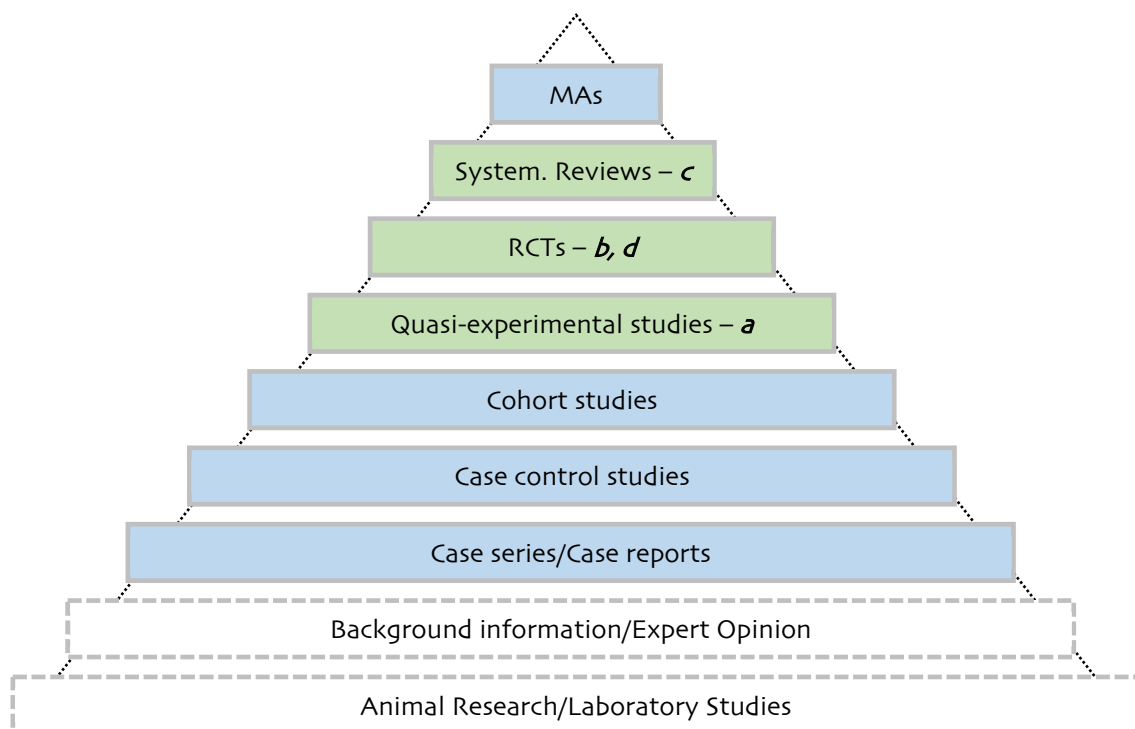 MAs
System. Reviews – c
RCTs – b, d
Quasi-experimental studies – a
Cohort studies
Case control studies
Case series/Case reports
Background information/Expert Opinion
Animal Research/Laboratory Studies